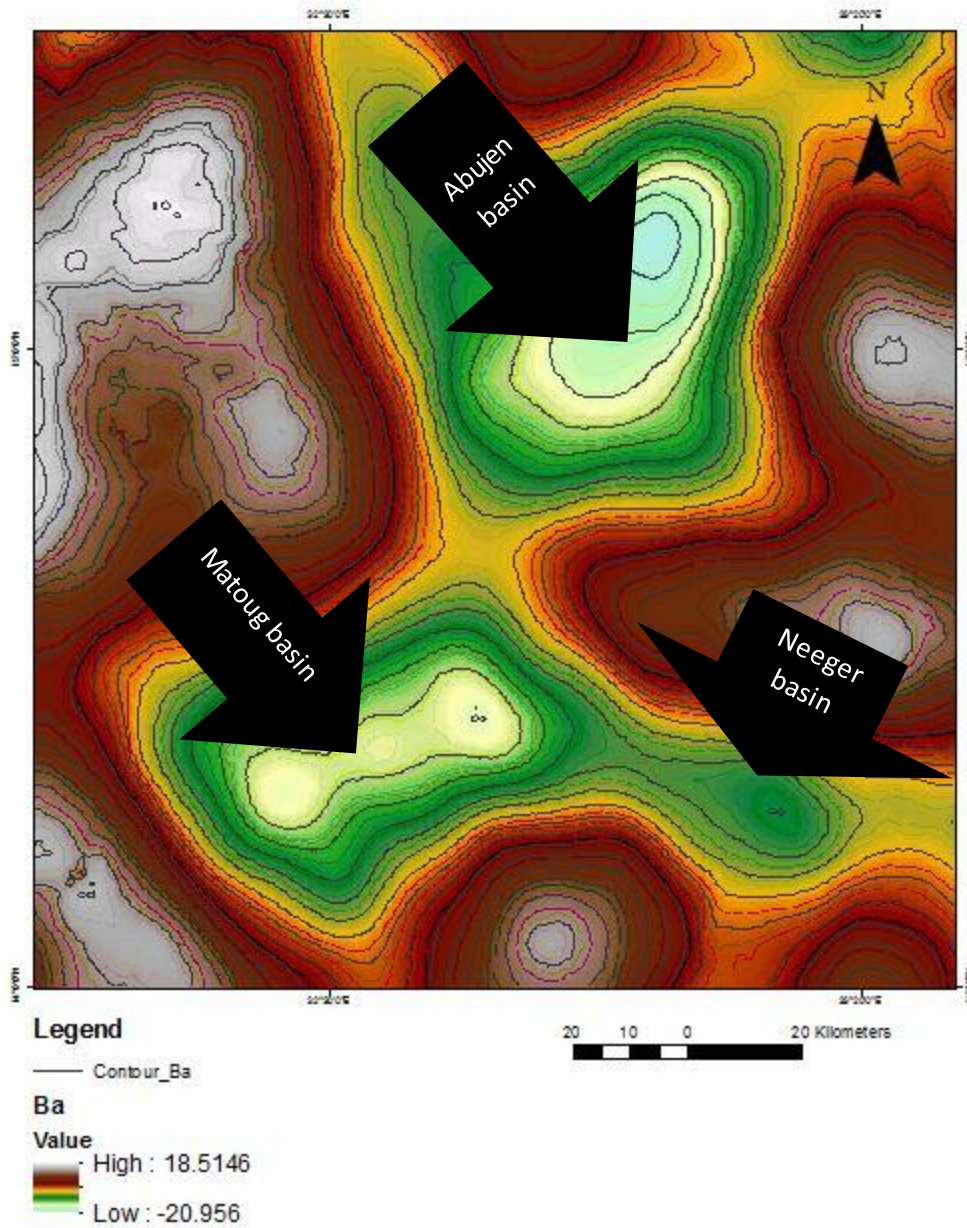 N
Abujen
basin
Matoug basin
Neeger
basin
Legend
Contour_Ba
Ba
Value
High : 18.5146
Low : -20.956
20 10 0 20 Kilometers